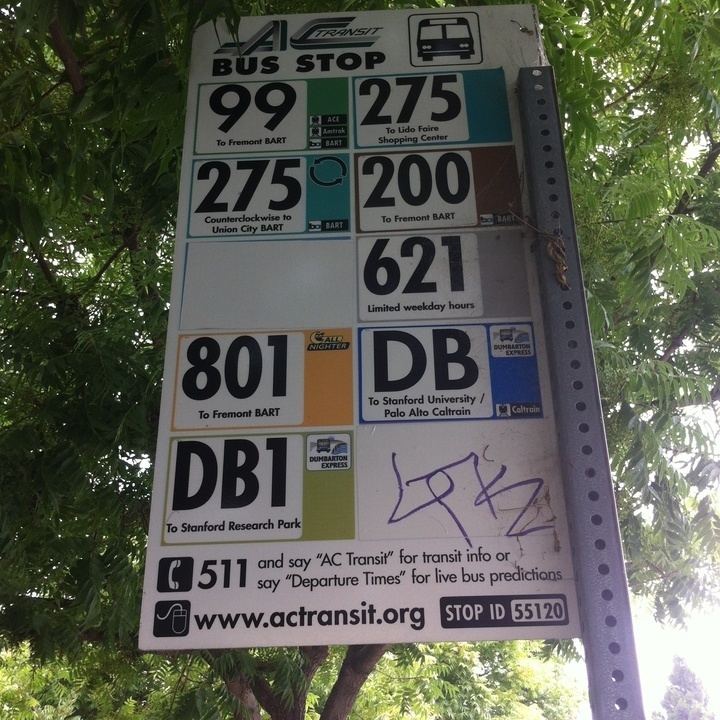 AC TRANSIT
BUS STOP
99
To Fremont BART
ACE
Amtrak
BART
275
To Lido Faire
Shopping Center
275
Counterclockwise to
Union City BART
BART
200
To Fremont BART
BART
621
Limited weekday hours
801
To Fremont BART
ALL
NIGHTER
DB
To Stanford University /
Palo Alto Caltrain
DUMBARTON
EXPRESS
Caltrain
DB1
To Stanford Research Park
DUMBARTON
EXPRESS
511 and say "AC Transit" for transit info or
say "Departure Times" for live bus predictions
www.actransit.org STOP ID 55120